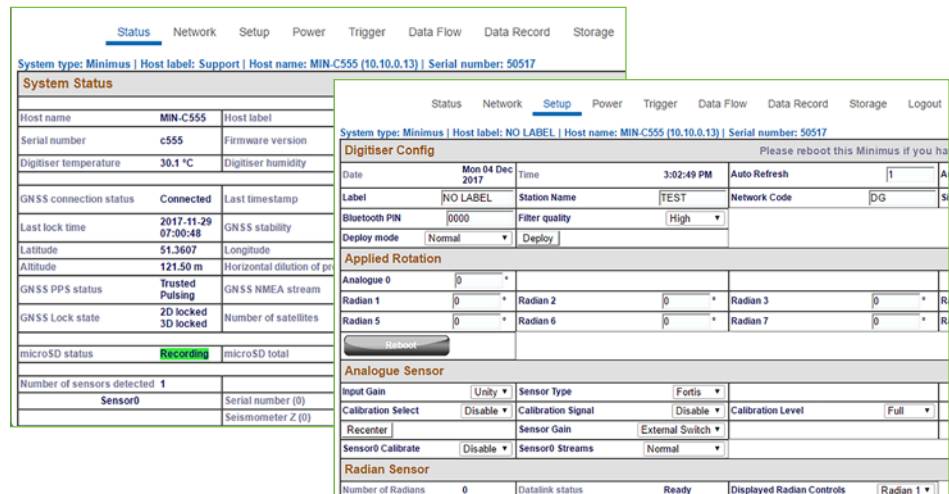 Status Network Setup Power Trigger Data Flow Data Record Storage
System type: Minimus | Host label: Support | Host name: MIN-C555 (10.10.0.13) | Serial number: 50517
System Status
Host name MIN-C555 Host label
Serial number c555 Firmware version
Digitiser temperature 30.1 °C Digitiser humidity
GNSS connection status Connected Last timestamp
Last lock time 2017-11-29 07:00:48 GNSS stability
Latitude 51.3607 Longitude
Altitude 121.50 m Horizontal dilution of
GNSS PPS status Trusted Pulsing GNSS NMEA stream
GNSS Lock state 2D locked 3D locked Number of satellites
microSD status Recording microSD total
Number of sensors detected 1
Sensor0 Serial number (0)
Seismometer Z (0)
Status Network Setup Power Trigger Data Flow Data Record Storage Logout
System type: Minimus | Host label: NO LABEL | Host name: MIN-C555 (10.10.0.13) | Serial number: 50517
Digitiser Config Please reboot this Minimus if you
Date Mon 04 Dec 2017 Time 3:02:49 PM Auto Refresh 1
Label NO LABEL Station Name TEST Network Code DG
Bluetooth PIN 0000 Filter quality High
Deploy mode Normal Deploy
Applied Rotation
Analogue 0 0 °
Radian 1 0 ° Radian 2 0 ° Radian 3 0 °
Radian 5 0 ° Radian 6 0 ° Radian 7 0 °
Reboot
Analogue Sensor
Input Gain Unity Sensor Type Fortis
Calibration Select Disable Calibration Signal Disable Calibration Level Full
Recenter Sensor Gain External Switch
Sensor0 Calibrate Disable Sensor0 Streams Normal
Radian Sensor
Number of Radians 0 Datalink status Ready Displayed Radian Controls Radian 1